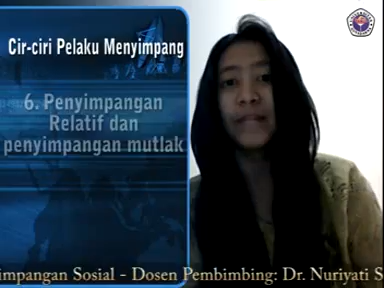 Cir-ciri Pelaku Menyimpang
6. Penyimpangan
Relatif dan
penyimpangan mutlak
impangan Sosial - Dosen Pembimbing: Dr. Nuriyati S